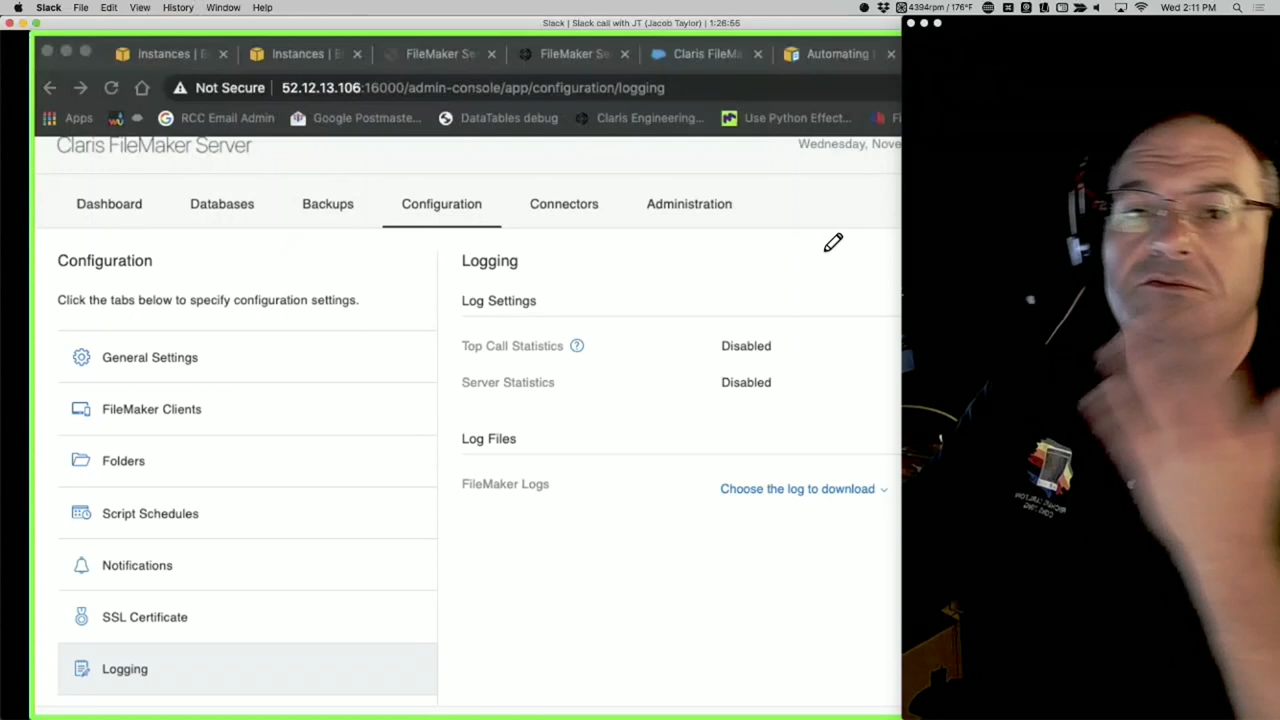 Slack File Edit View History Window Help 4394rpm / 176°F Wed 2:11 PM
Slack | Slack call with JT (Jacob Taylor) | 1:26:55
Instances | Instances | FileMaker Se FileMaker Se Claris FileMa Automating
Not Secure 52.12.13.106:16000/admin-console/app/configuration/logging
Apps RCC Email Admin Google Postmaste... DataTables debug Claris Engineering... Use Python Effect...
Claris FileMaker Server
Wednesday, Nove
Dashboard Databases Backups Configuration Connectors Administration
Configuration
Click the tabs below to specify configuration settings.
General Settings
FileMaker Clients
Folders
Script Schedules
Notifications
SSL Certificate
Logging
Logging
Log Settings
Top Call Statistics ? Disabled
Server Statistics Disabled
Log Files
FileMaker Logs Choose the log to download